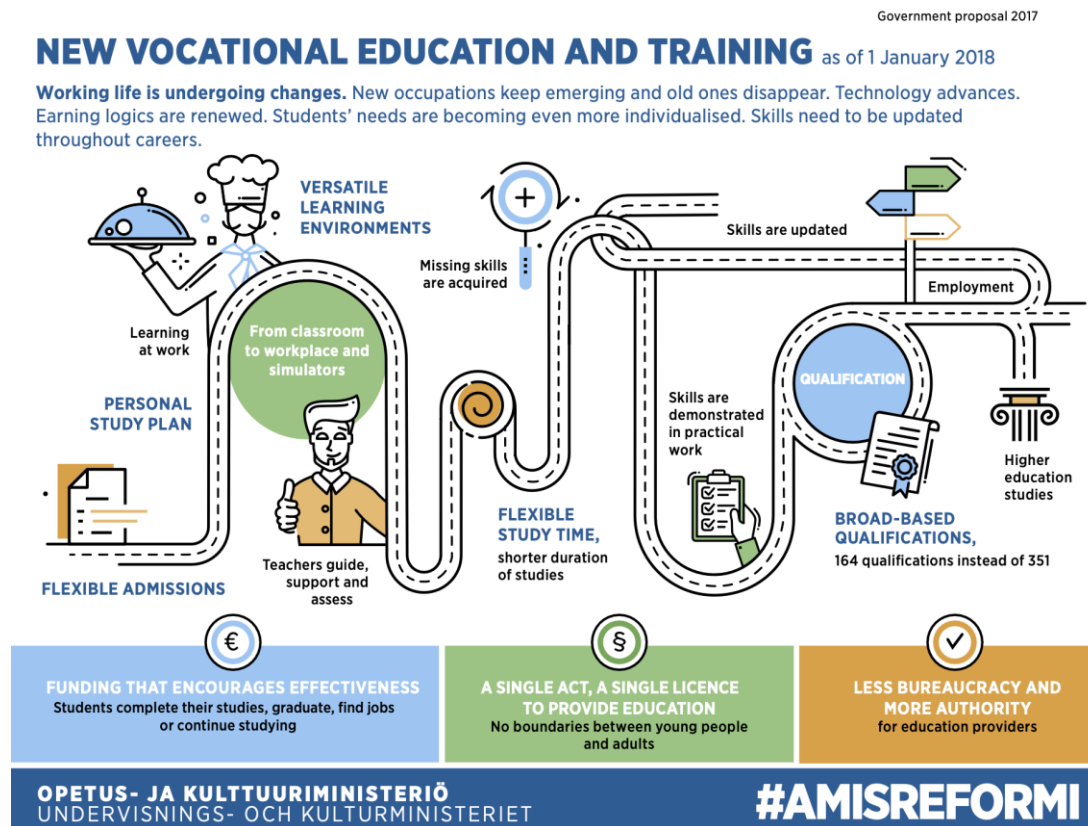 Government proposal 2017
NEW VOCATIONAL EDUCATION AND TRAINING as of 1 January 2018
Working life is undergoing changes. New occupations keep emerging and old ones disappear. Technology advances.
Earning logics are renewed. Students' needs are becoming even more individualised. Skills need to be updated
throughout careers.
VERSATILE
LEARNING
ENVIRONMENTS
Missing skills
are acquired
Skills are updated
Employment
Learning
at work
From classroom
to workplace and
simulators
PERSONAL
STUDY PLAN
QUALIFICATION
Skills are
demonstrated
in practical
work
Higher
education
studies
FLEXIBLE
STUDY TIME,
shorter duration
of studies
BROAD-BASED
QUALIFICATIONS,
164 qualifications instead of 351
Teachers guide,
support and
assess
FLEXIBLE ADMISSIONS
€
§
FUNDING THAT ENCOURAGES EFFECTIVENESS
Students complete their studies, graduate, find jobs
or continue studying
A SINGLE ACT, A SINGLE LICENCE
TO PROVIDE EDUCATION
No boundaries between young people
and adults
LESS BUREAUCRACY AND
MORE AUTHORITY
for education providers
OPETUS- JA KULTTUURIMINISTERIÖ
UNDERVISNINGS- OCH KULTURMINISTERIET
#AMISREFORMI